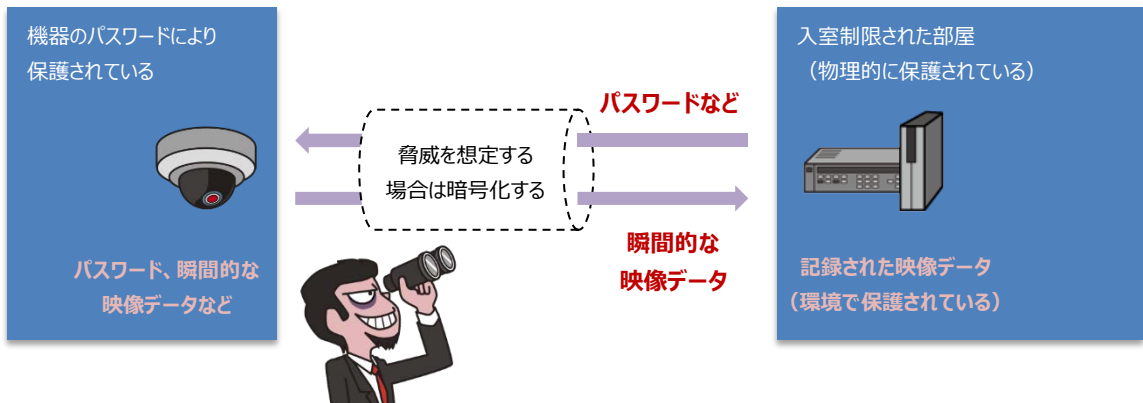 機器のパスワードにより
保護されている
パスワード、瞬間的な
映像データなど
脅威を想定する
場合は暗号化する
パスワードなど
瞬間的な
映像データ
入室制限された部屋
（物理的に保護されている）
記録された映像データ
（環境で保護されている）